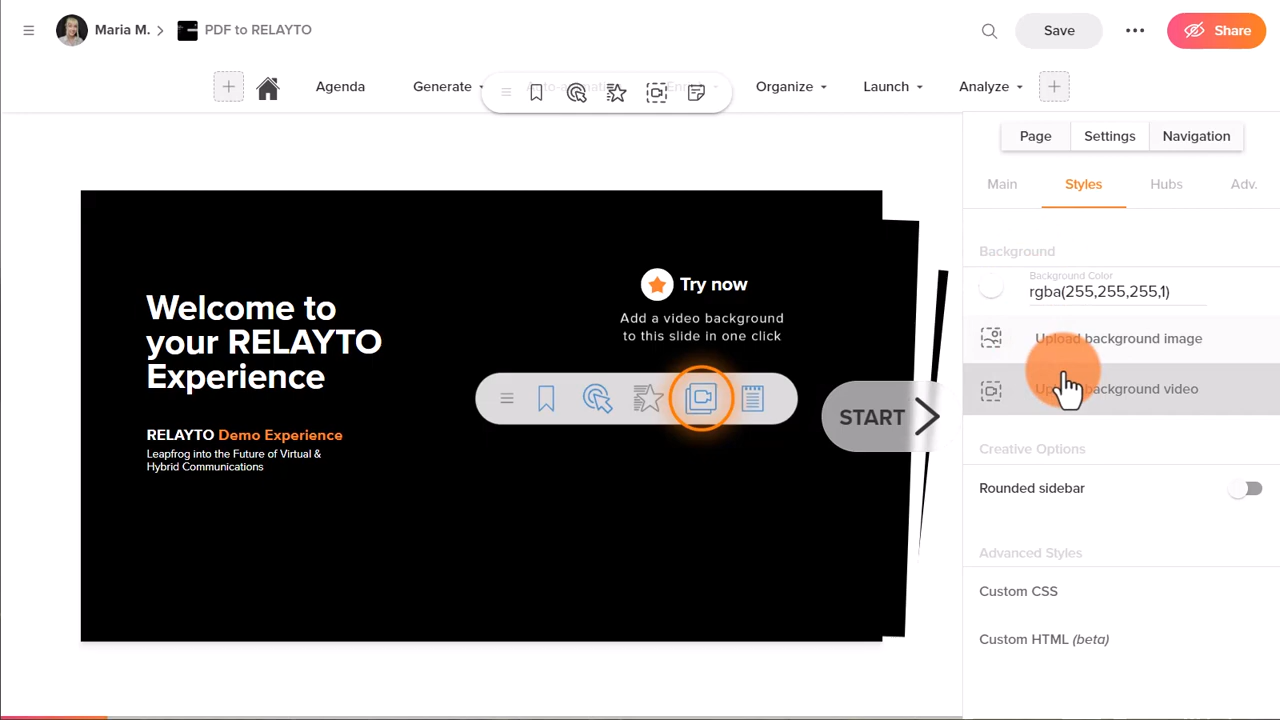 Maria M.
PDF to RELAYTO
Save
Share
Agenda
Generate
Organize
Launch
Analyze
Page
Settings
Navigation
Main
Styles
Hubs
Adv.
Background
Background Color
rgba(255,255,255,1)
Upload background image
background video
Creative Options
Rounded sidebar
Advanced Styles
Custom CSS
Custom HTML (beta)
Welcome to
your RELAYTO
Experience
RELAYTO Demo Experience
Leapfrog into the Future of Virtual &
Hybrid Communications
Try now
Add a video background
to this slide in one click
START